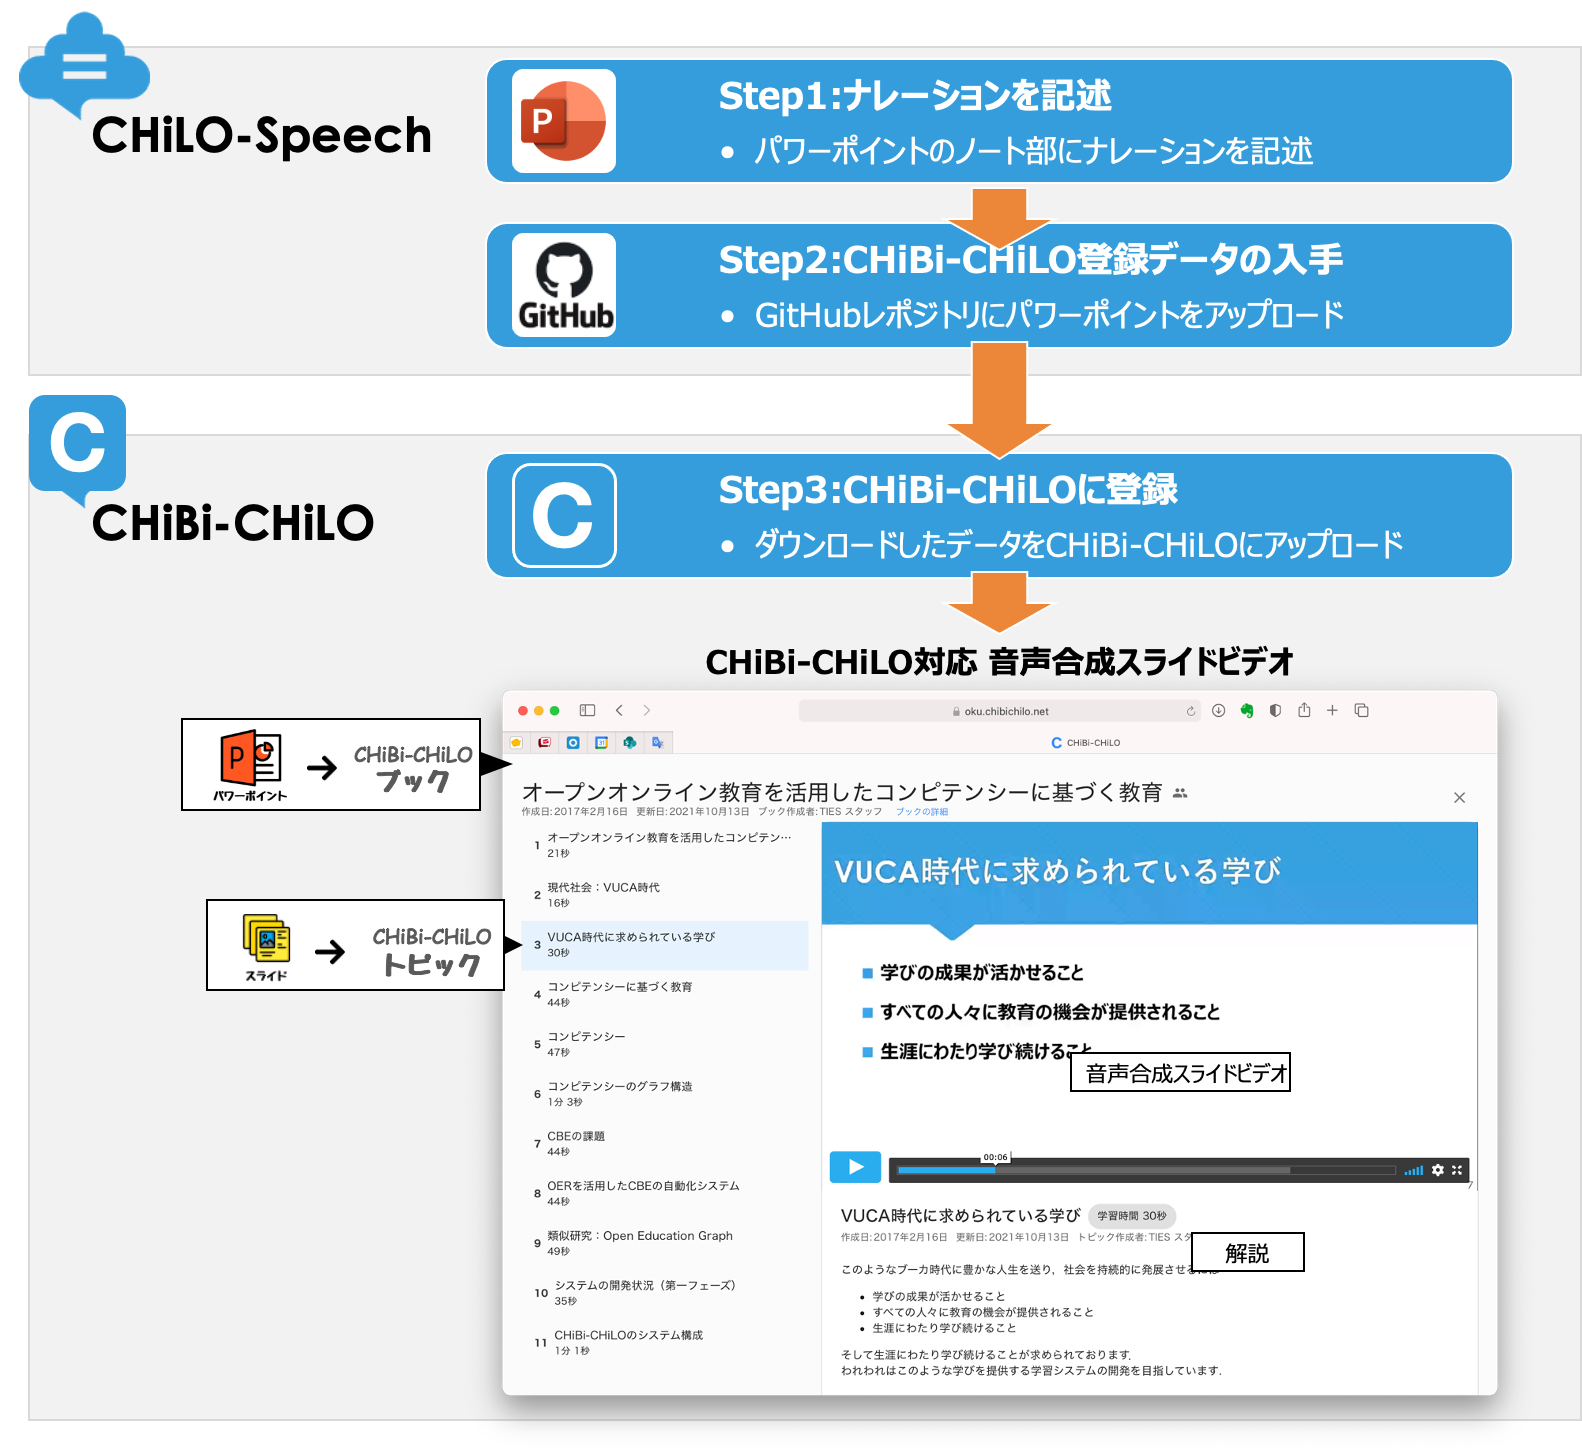 CHiLO-Speech
P
Step1:ナレーションを記述
• パワーポイントのノート部にナレーションを記述
GitHub
Step2:CHiBi-CHiLO登録データの入手
• GitHubレポジトリにパワーポイントをアップロード
C
CHiBi-CHiLO
C
Step3:CHiBi-CHiLOに登録
• ダウンロードしたデータをCHiBi-CHiLOにアップロード
CHiBi-CHiLO対応 音声合成スライドビデオ
P
パワーポイント
→
CHiBi-CHiLO
ブック
スライド
→
CHiBi-CHiLO
トピック
oku.chibichilo.net
C CHiBi-CHiLO
オープンオンライン教育を活用したコンピテンシーに基づく教育
作成日:2017年2月16日 更新日:2021年10月13日 ブック作成者:TIES スタッフ ブックの詳細
1 オープンオンライン教育を活用したコンピテン…
21秒
2 現代社会：VUCA時代
16秒
3 VUCA時代に求められている学び
30秒
4 コンピテンシーに基づく教育
44秒
5 コンピテンシー
47秒
6 コンピテンシーのグラフ構造
1分 3秒
7 CBEの課題
44秒
8 OERを活用したCBEの自動化システム
44秒
9 類似研究：Open Education Graph
49秒
10 システムの開発状況（第一フェーズ）
35秒
11 CHiBi-CHiLOのシステム構成
1分 1秒
VUCA時代に求められている学び
■ 学びの成果が活かせること
■ すべての人々に教育の機会が提供されること
■ 生涯にわたり学び続けること
音声合成スライドビデオ
00:06
7
VUCA時代に求められている学び 学習時間 30秒
作成日:2017年2月16日 更新日:2021年10月13日 トピック作成者:TIES スタ
解説
このようなブーカ時代に豊かな人生を送り，社会を持続的に発展させるには
• 学びの成果が活かせること
• すべての人々に教育の機会が提供されること
• 生涯にわたり学び続けること
そして生涯にわたり学び続けることが求められております．
われわれはこのような学びを提供する学習システムの開発を目指しています．